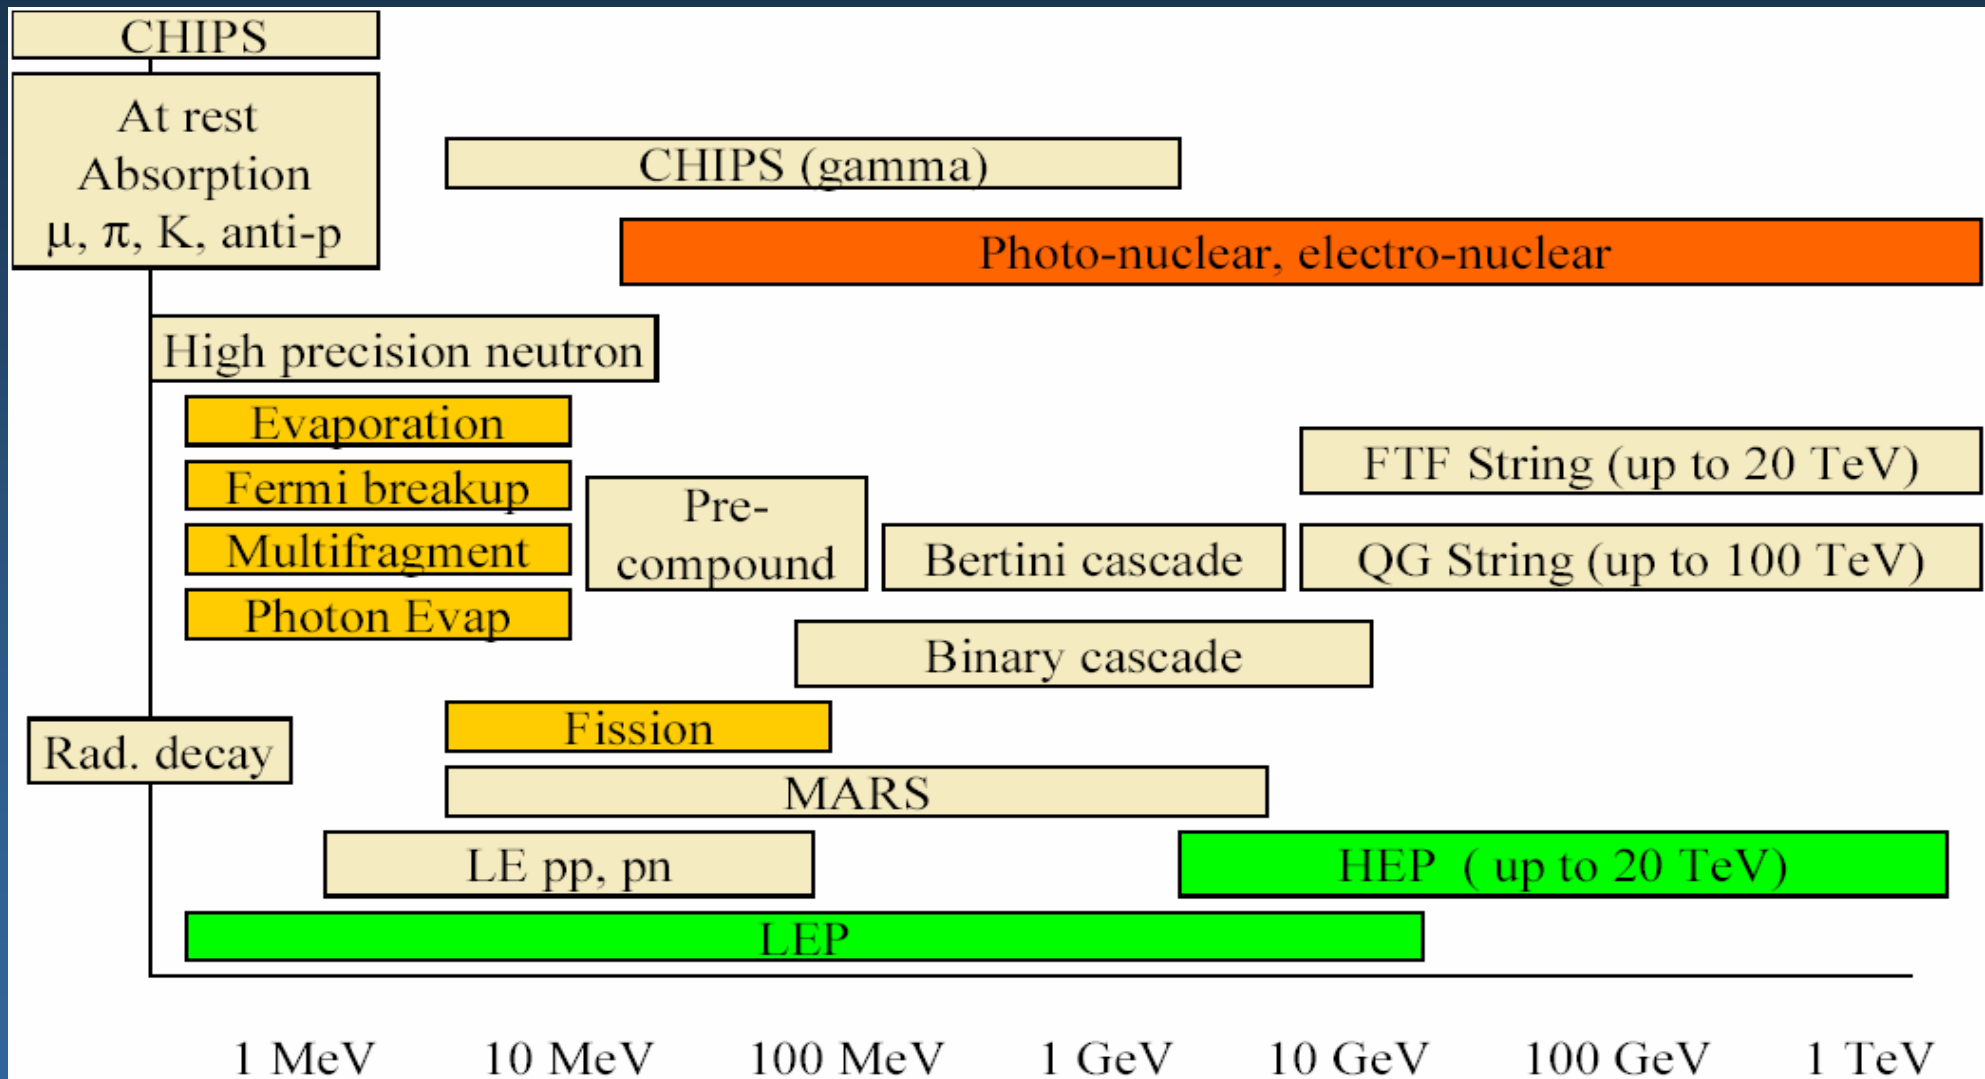 CHIPS
At rest
Absorption
μ, π, K, anti-p
CHIPS (gamma)
Photo-nuclear, electro-nuclear
High precision neutron
Evaporation
Fermi breakup
Multifragment
Photon Evap
Pre-
compound
Bertini cascade
FTF String (up to 20 TeV)
QG String (up to 100 TeV)
Binary cascade
Fission
Rad. decay
MARS
LE pp, pn
HEP ( up to 20 TeV)
LEP
1 MeV 10 MeV 100 MeV 1 GeV 10 GeV 100 GeV 1 TeV